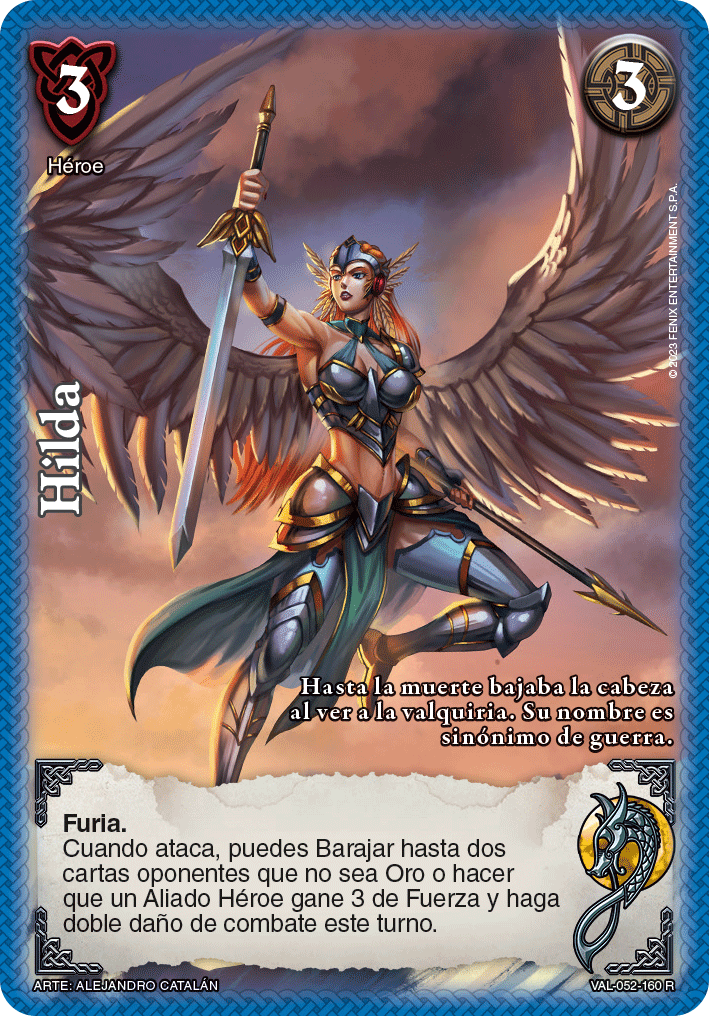 3
3
Héroe
© 2023 FENIX ENTERTAINMENT S.P.A.
Hilda
Hasta la muerte bajaba la cabeza
al ver a la valquiria. Su nombre es
sinónimo de guerra.
Furia.
Cuando ataca, puedes Barajar hasta dos
cartas oponentes que no sea Oro o hacer
que un Aliado Héroe gane 3 de Fuerza y haga
doble daño de combate este turno.
ARTE: ALEJANDRO CATALÁN
VAL-052-160 R